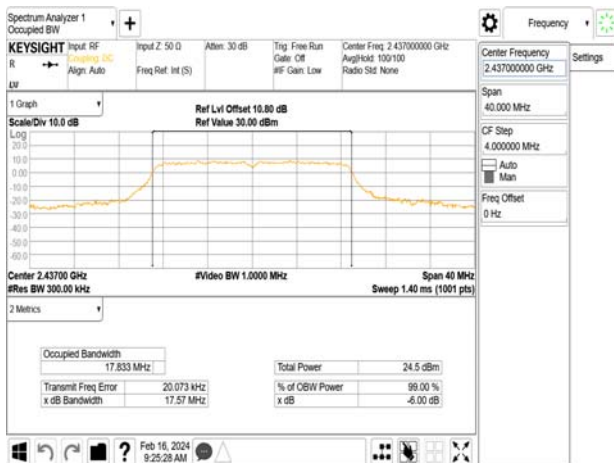 Spectrum Analyzer 1
Occupied BW
Frequency
KEYSIGHT
Input: RF
Coupling: DC
Align: Auto
Input Z: 50 Ω
Freq Ref: Int (S)
Atten: 30 dB
Trig: Free Run
Gate: Off
#IF Gain: Low
Center Freq: 2.437000000 GHz
Avg|Hold: 100/100
Radio Std: None
R
LXI
Center Frequency
2.437000000 GHz
Settings
Span
40.000 MHz
CF Step
4.000000 MHz
Auto
Man
Freq Offset
0 Hz
1 Graph
Scale/Div 10.0 dB
Ref Lvl Offset 10.80 dB
Ref Value 30.00 dBm
Log
20.0
10.0
0.00
-10.0
-20.0
-30.0
-40.0
-50.0
-60.0
Center 2.43700 GHz
#Res BW 300.00 kHz
#Video BW 1.0000 MHz
Span 40 MHz
Sweep 1.40 ms (1001 pts)
2 Metrics
Occupied Bandwidth
17.833 MHz
Total Power 24.5 dBm
Transmit Freq Error 20.073 kHz
% of OBW Power 99.00 %
x dB Bandwidth 17.57 MHz
x dB -6.00 dB
?
Feb 16, 2024
9:25:28 AM